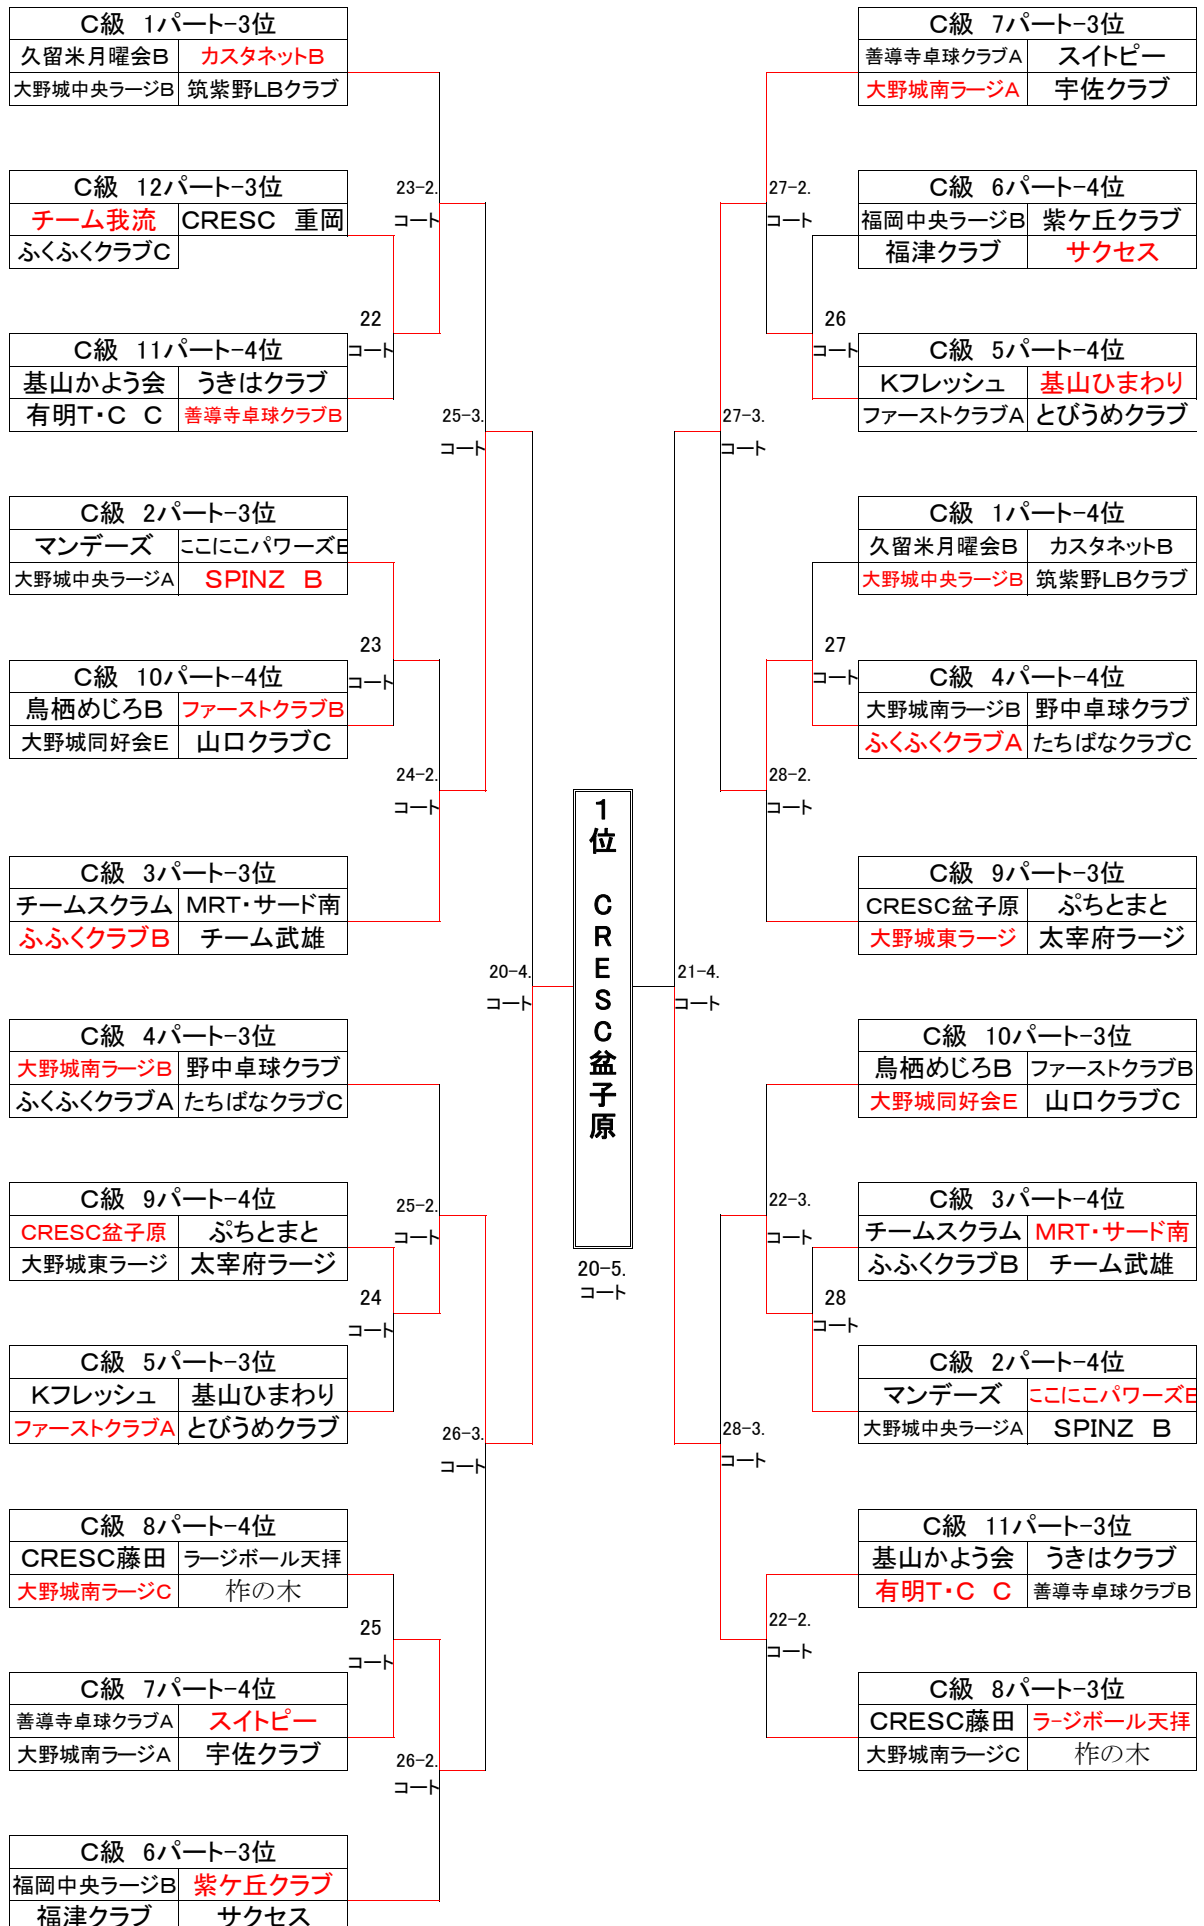 C級 1パート-3位
久留米月曜会B カスタネットB
大野城中央ラージB 筑紫野LBクラブ
C級 12パート-3位
チーム我流 CRESC 重岡
ふくふくクラブC
23-2.
コート
22
コート
C級 11パート-4位
基山かよう会 うきはクラブ
有明T・C C 善導寺卓球クラブB
25-3.
コート
C級 2パート-3位
マンデーズ にこにこパワーズB
大野城中央ラージA SPINZ B
23
コート
C級 10パート-4位
鳥栖めじろB ファーストクラブB
大野城同好会E 山口クラブC
24-2.
コート
C級 3パート-3位
チームスクラム MRT・サード南
ふふくクラブB チーム武雄
20-4.
コート
C級 4パート-3位
大野城南ラージB 野中卓球クラブ
ふくふくクラブA たちばなクラブC
C級 9パート-4位
CRESC盆子原 ぷちとまと
大野城東ラージ 太宰府ラージ
25-2.
コート
24
コート
C級 5パート-3位
Kフレッシュ 基山ひまわり
ファーストクラブA とびうめクラブ
26-3.
コート
C級 8パート-4位
CRESC藤田 ラージボール天拝
大野城南ラージC 柞の木
25
コート
C級 7パート-4位
善導寺卓球クラブA スイトピー
大野城南ラージA 宇佐クラブ
26-2.
コート
C級 6パート-3位
福岡中央ラージB 紫ケ丘クラブ
福津クラブ サクセス
1位 CRESC盆子原
20-5.
コート
C級 7パート-3位
善導寺卓球クラブA スイトピー
大野城南ラージA 宇佐クラブ
27-2.
コート
C級 6パート-4位
福岡中央ラージB 紫ケ丘クラブ
福津クラブ サクセス
26
コート
C級 5パート-4位
Kフレッシュ 基山ひまわり
ファーストクラブA とびうめクラブ
27-3.
コート
C級 1パート-4位
久留米月曜会B カスタネットB
大野城中央ラージB 筑紫野LBクラブ
27
コート
C級 4パート-4位
大野城南ラージB 野中卓球クラブ
ふくふくクラブA たちばなクラブC
28-2.
コート
C級 9パート-3位
CRESC盆子原 ぷちとまと
大野城東ラージ 太宰府ラージ
21-4.
コート
C級 10パート-3位
鳥栖めじろB ファーストクラブB
大野城同好会E 山口クラブC
22-3.
コート
C級 3パート-4位
チームスクラム MRT・サード南
ふふくクラブB チーム武雄
28
コート
C級 2パート-4位
マンデーズ にこにこパワーズB
大野城中央ラージA SPINZ B
28-3.
コート
C級 11パート-3位
基山かよう会 うきはクラブ
有明T・C C 善導寺卓球クラブB
22-2.
コート
C級 8パート-3位
CRESC藤田 ラージボール天拝
大野城南ラージC 柞の木